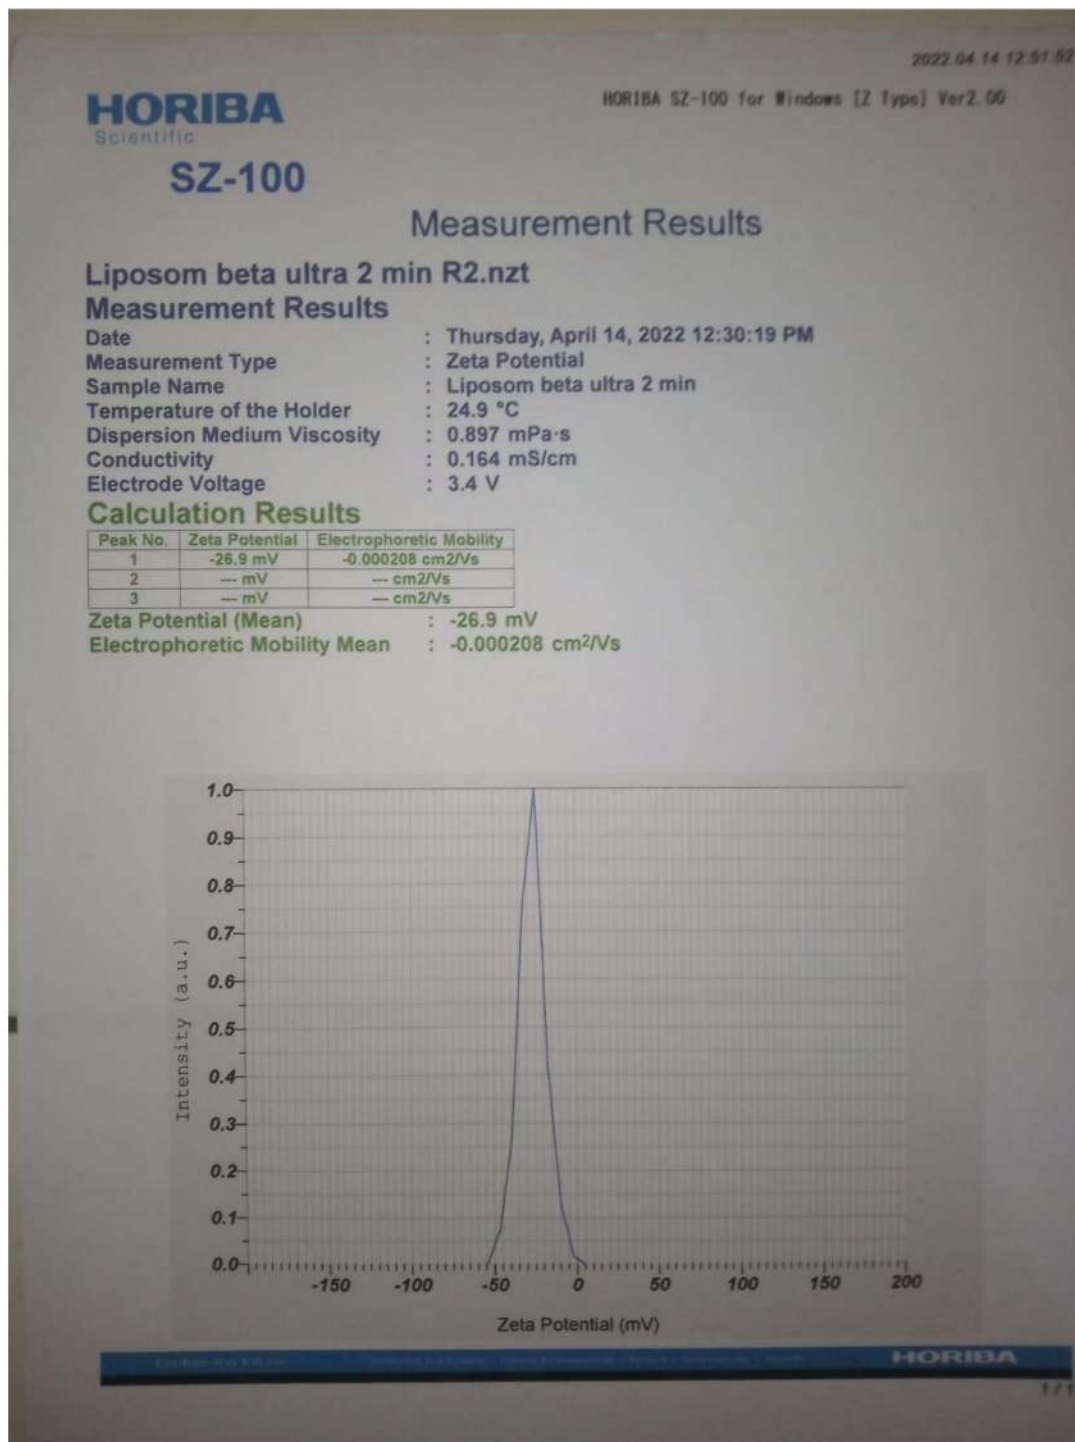 2022.04.14 12:51:52
HORIBA
Scientific
HORIBA SZ-100 for Windows [Z Type] Ver2.00
SZ-100
Measurement Results
Liposom beta ultra 2 min R2.nzt
Measurement Results
Date : Thursday, April 14, 2022 12:30:19 PM
Measurement Type : Zeta Potential
Sample Name : Liposom beta ultra 2 min
Temperature of the Holder : 24.9 °C
Dispersion Medium Viscosity : 0.897 mPa·s
Conductivity : 0.164 mS/cm
Electrode Voltage : 3.4 V
Calculation Results
Peak No. Zeta Potential Electrophoretic Mobility
1 -26.9 mV -0.000208 cm2/Vs
2 --- mV --- cm2/Vs
3 --- mV --- cm2/Vs
Zeta Potential (Mean) : -26.9 mV
Electrophoretic Mobility Mean : -0.000208 cm²/Vs
1.0
0.9
0.8
0.7
0.6
0.5
0.4
0.3
0.2
0.1
0.0
Intensity (a.u.)
-150 -100 -50 0 50 100 150 200
Zeta Potential (mV)
Explore the future
HORIBA
1 / 1